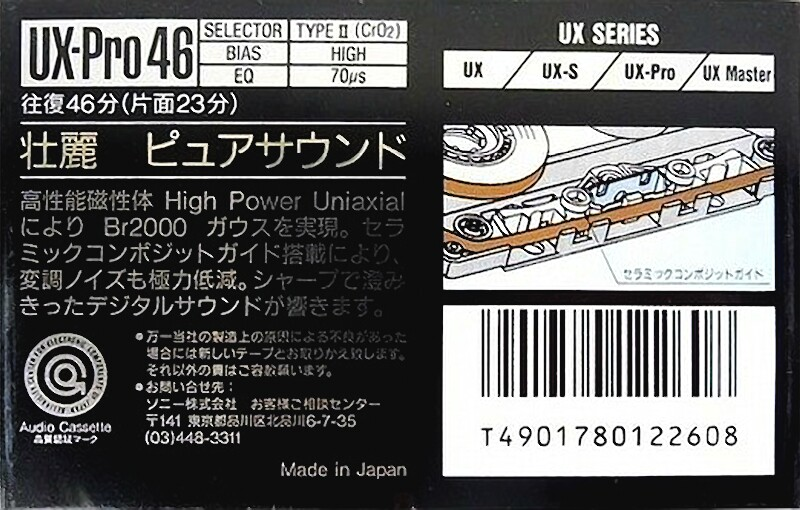 UX-Pro 46
SELECTOR TYPE II (CrO2)
BIAS HIGH
EQ 70μs
往復46分(片面23分)
壮麗 ピュアサウンド
高性能磁性体 High Power Uniaxial
により Br2000 ガウスを実現。セラ
ミックコンポジットガイド搭載により、
変調ノイズも極力低減。シャープで澄み
きったデジタルサウンドが響きます。
Audio Cassette
品質認証マーク
●万一当社の製造上の原因による不良があった
場合には新しいテープとお取りかえ致します。
それ以外の責はご容赦願います。
●お問い合せ先:
ソニー株式会社 お客様ご相談センター
〒141 東京都品川区北品川6-7-35
(03)448-3311
Made in Japan
UX SERIES
UX / UX-S / UX-Pro / UX Master
セラミックコンポジットガイド
T4901780122608